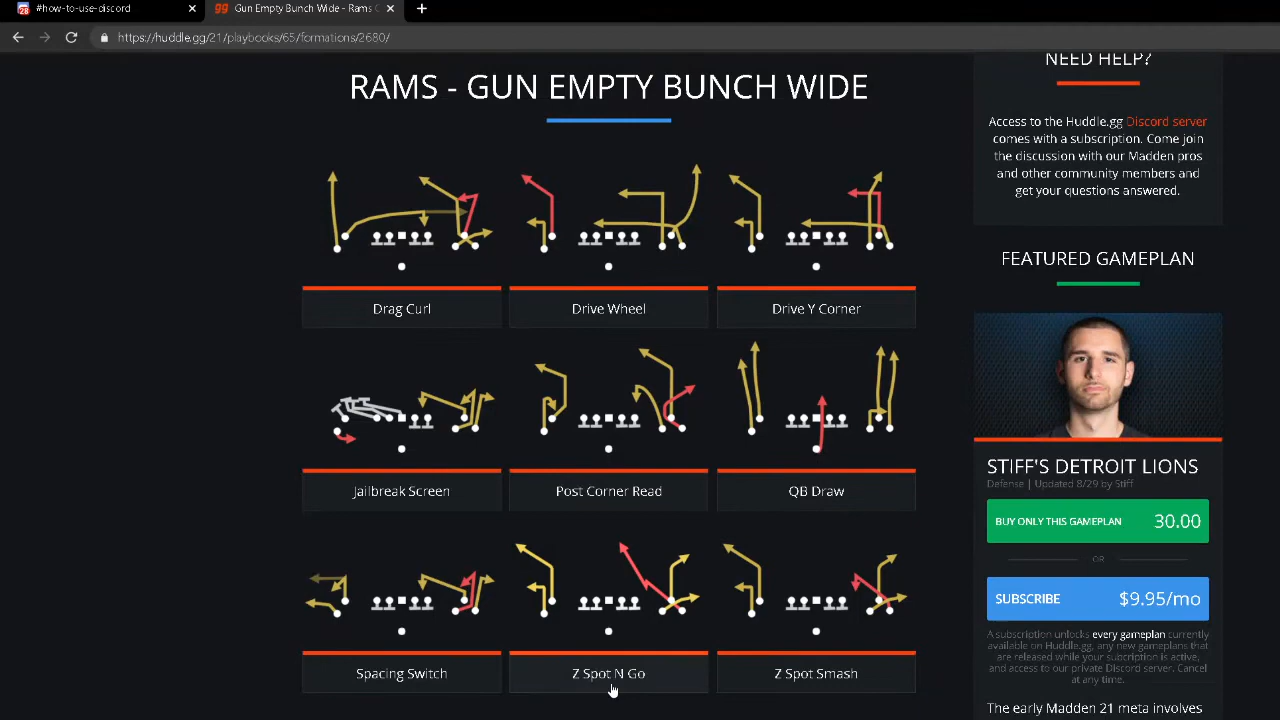 #how-to-use-discord
Gun Empty Bunch Wide - Rams G
https://huddle.gg/21/playbooks/65/formations/2680/
RAMS - GUN EMPTY BUNCH WIDE
Drag Curl
Drive Wheel
Drive Y Corner
Jailbreak Screen
Post Corner Read
QB Draw
Spacing Switch
Z Spot N Go
Z Spot Smash
NEED HELP?
Access to the Huddle.gg Discord server
comes with a subscription. Come join
the discussion with our Madden pros
and other community members and
get your questions answered.
FEATURED GAMEPLAN
STIFF'S DETROIT LIONS
Defense | Updated 8/29 by Stiff
BUY ONLY THIS GAMEPLAN 30.00
OR
SUBSCRIBE $9.95/mo
A subscription unlocks every gameplan currently
available on Huddle.gg, any new gameplans that
are released while your subcription is active,
and access to our private Discord server. Cancel
at any time.
The early Madden 21 meta involves